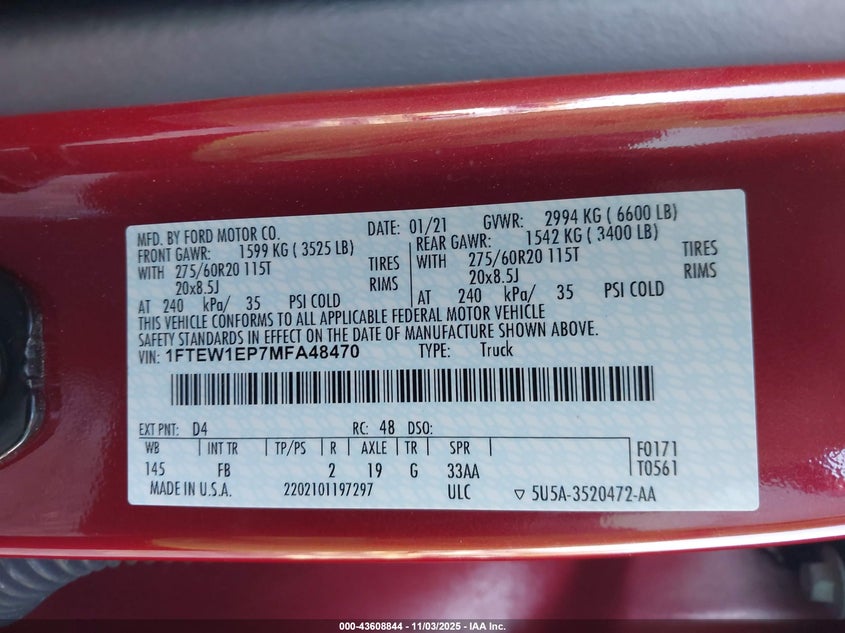 MFD. BY FORD MOTOR CO. DATE: 01/21 GVWR: 2994 KG ( 6600 LB)
FRONT GAWR: 1599 KG ( 3525 LB) REAR GAWR: 1542 KG ( 3400 LB)
WITH 275/60R20 115T TIRES WITH 275/60R20 115T TIRES
20x8.5J RIMS 20x8.5J RIMS
AT 240 kPa/ 35 PSI COLD AT 240 kPa/ 35 PSI COLD
THIS VEHICLE CONFORMS TO ALL APPLICABLE FEDERAL MOTOR VEHICLE
SAFETY STANDARDS IN EFFECT ON THE DATE OF MANUFACTURE SHOWN ABOVE.
VIN: 1FTEW1EP7MFA48470 TYPE: Truck
EXT PNT: D4 RC: 48 DSO:
WB INT TR TP/PS R AXLE TR SPR F0171
145 FB 2 19 G 33AA T0561
MADE IN U.S.A. 2202101197297 ULC ▽ 5U5A-3520472-AA
000-43608844 | 11/03/2025 - IAA Inc.